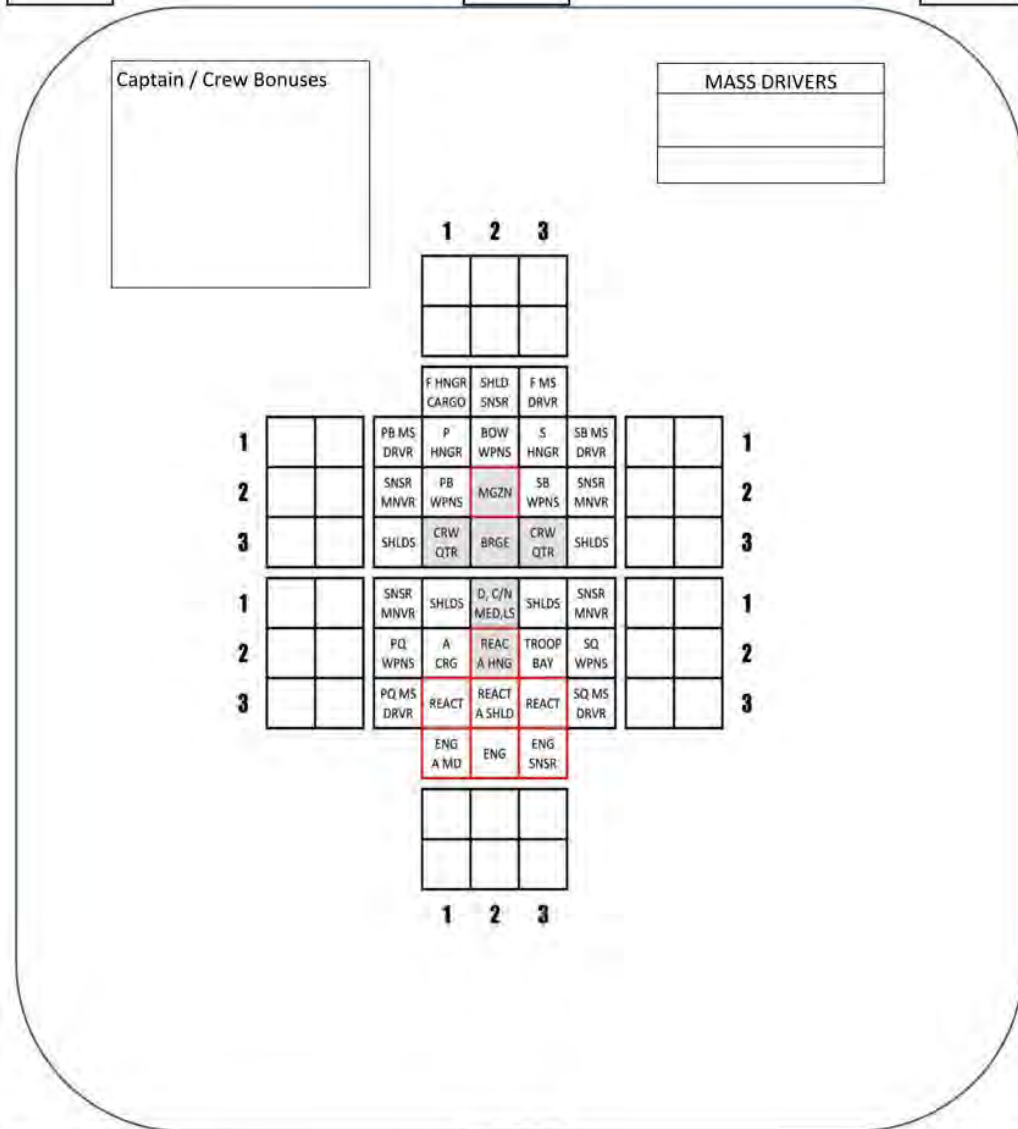 Captain / Crew Bonuses
MASS DRIVERS
1 2 3
F HNGR SHLD F MS
CARGO SNSR DRVR
1 PB MS P BOW S SB MS 1
DRVR HNGR WPNS HNGR DRVR
2 SNSR PB MGZN SB SNSR 2
MNVR WPNS WPNS MNVR
3 SHLDS CRW BRGE CRW SHLDS 3
QTR QTR
1 SNSR SHLDS D, C/N SHLDS SNSR 1
MNVR MED,LS MNVR
2 PQ A REAC TROOP SQ 2
WPNS CRG A HNG BAY WPNS
3 PQ MS REACT REACT REACT SQ MS 3
DRVR A SHLD DRVR
ENG ENG ENG
A MD SNSR
1 2 3